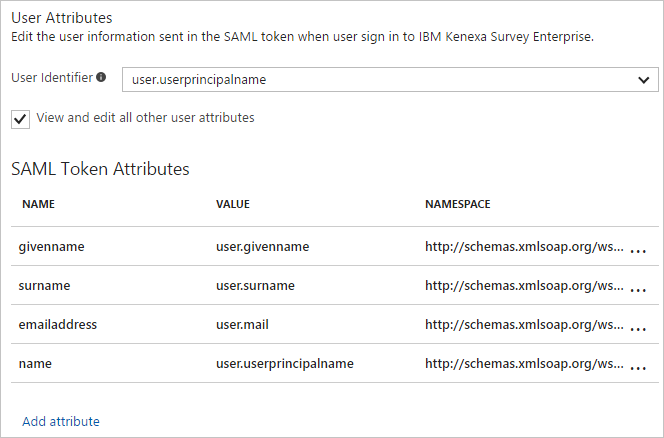 User Attributes
Edit the user information sent in the SAML token when user sign in to IBM Kenexa Survey Enterprise.
User Identifier user.userprincipalname
View and edit all other user attributes
SAML Token Attributes
NAME VALUE NAMESPACE
givenname user.givenname http://schemas.xmlsoap.org/ws... ...
surname user.surname http://schemas.xmlsoap.org/ws... ...
emailaddress user.mail http://schemas.xmlsoap.org/ws... ...
name user.userprincipalname http://schemas.xmlsoap.org/ws... ...
Add attribute